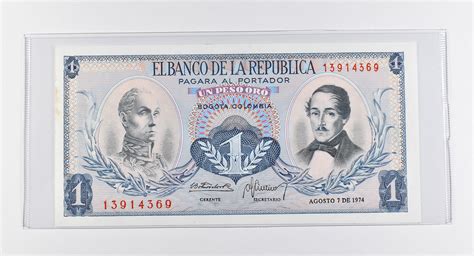 1 EL BANCO DE LA REPUBLICA 1
PAGARA AL PORTADOR 13914369
UN PESO ORO
BOGOTA COLOMBIA
1
1 GERENTE SECRETARIO 1
13914369 AGOSTO 7 DE 1974